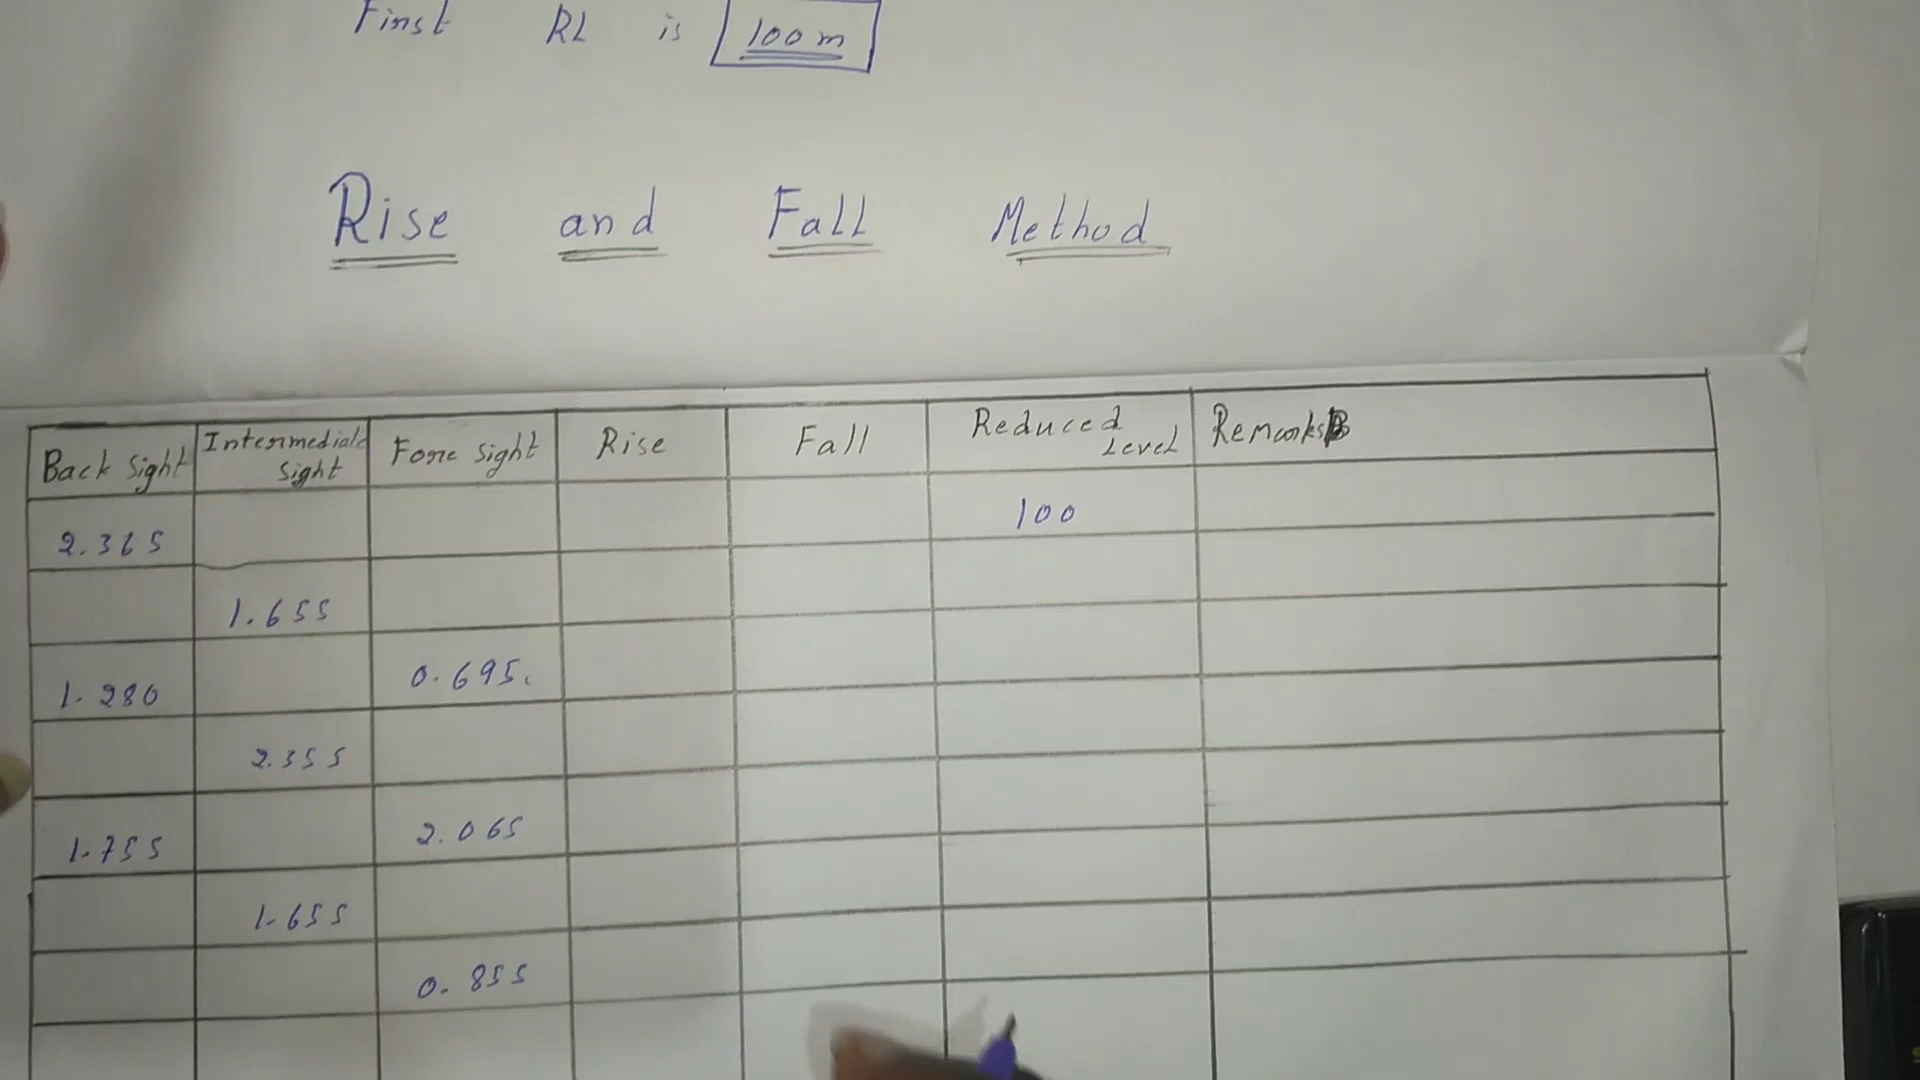 First RL is 100m
Rise and Fall Method
Back Sight Intermediate Sight Fore Sight Rise Fall Reduced Level Remarks
2.365 100
1.655
1.280 0.695.
2.355
1.755 2.065
1.655
0.855